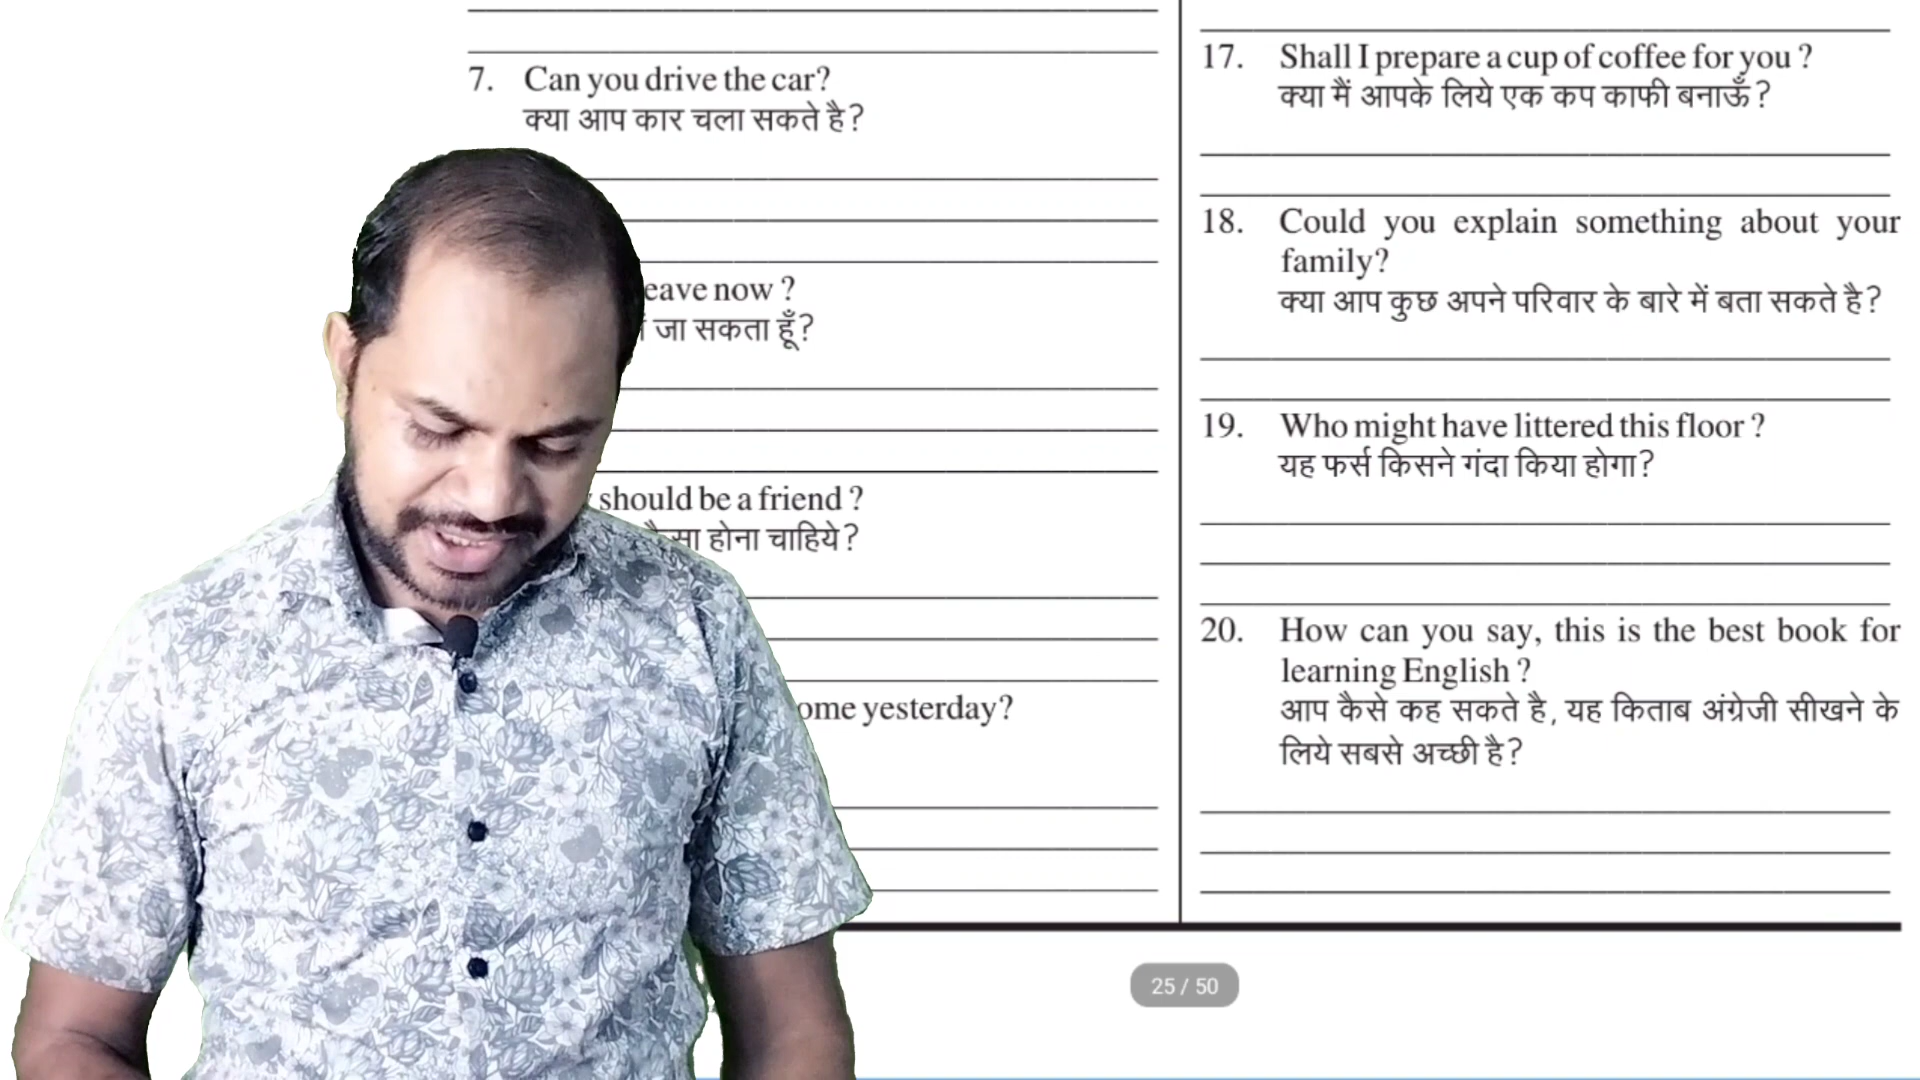 7. Can you drive the car?
क्या आप कार चला सकते है?
now ?
जा सकता हूँ?
should be a friend ?
होना चाहिये?
yesterday?
17. Shall I prepare a cup of coffee for you ?
क्या मैं आपके लिये एक कप काफी बनाऊँ?
18. Could you explain something about your
family?
क्या आप कुछ अपने परिवार के बारे में बता सकते है?
19. Who might have littered this floor ?
यह फर्स किसने गंदा किया होगा?
20. How can you say, this is the best book for
learning English ?
आप कैसे कह सकते है, यह किताब अंग्रेजी सीखने के
लिये सबसे अच्छी है?
25 / 50